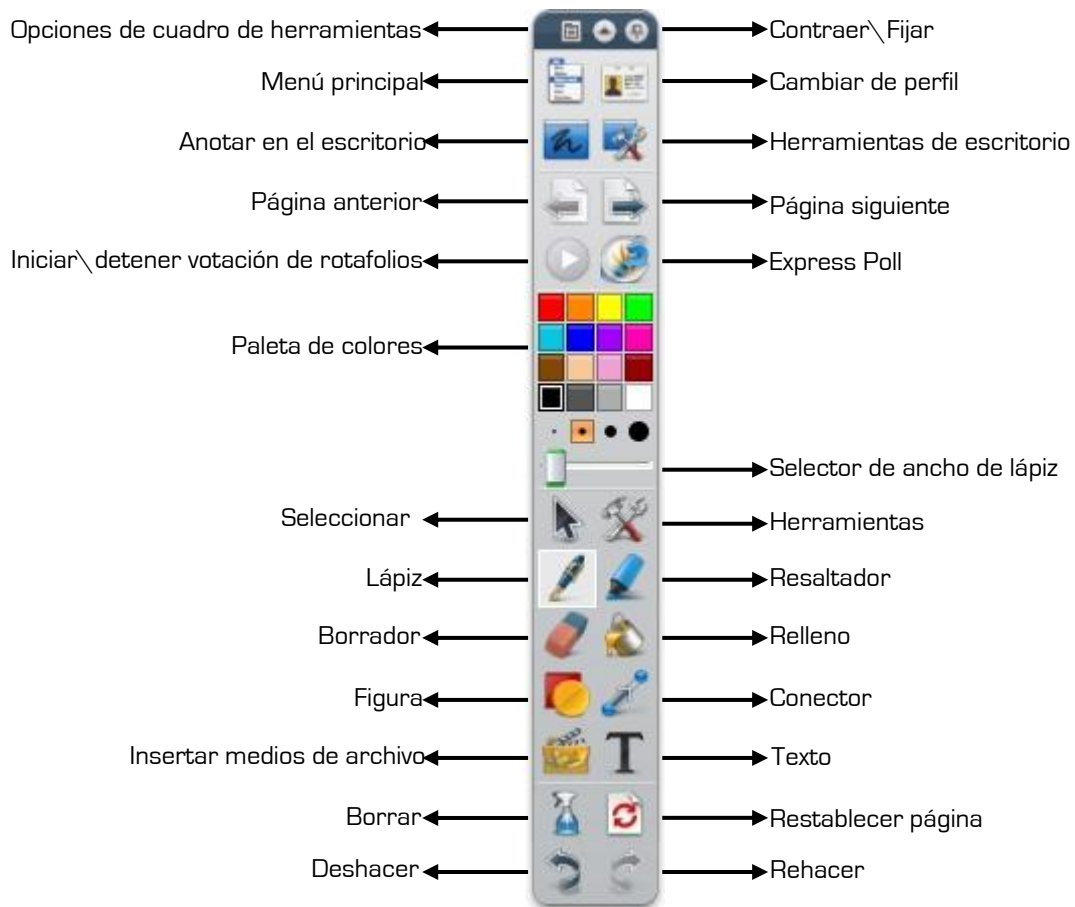 Opciones de cuadro de herramientas
Contraer\Fijar
Menú principal
Cambiar de perfil
Anotar en el escritorio
Herramientas de escritorio
Página anterior
Página siguiente
Iniciar\detener votación de rotafolios
Express Poll
Paleta de colores
Selector de ancho de lápiz
Seleccionar
Herramientas
Lápiz
Resaltador
Borrador
Relleno
Figura
Conector
Insertar medios de archivo
Texto
Borrar
Restablecer página
Deshacer
Rehacer